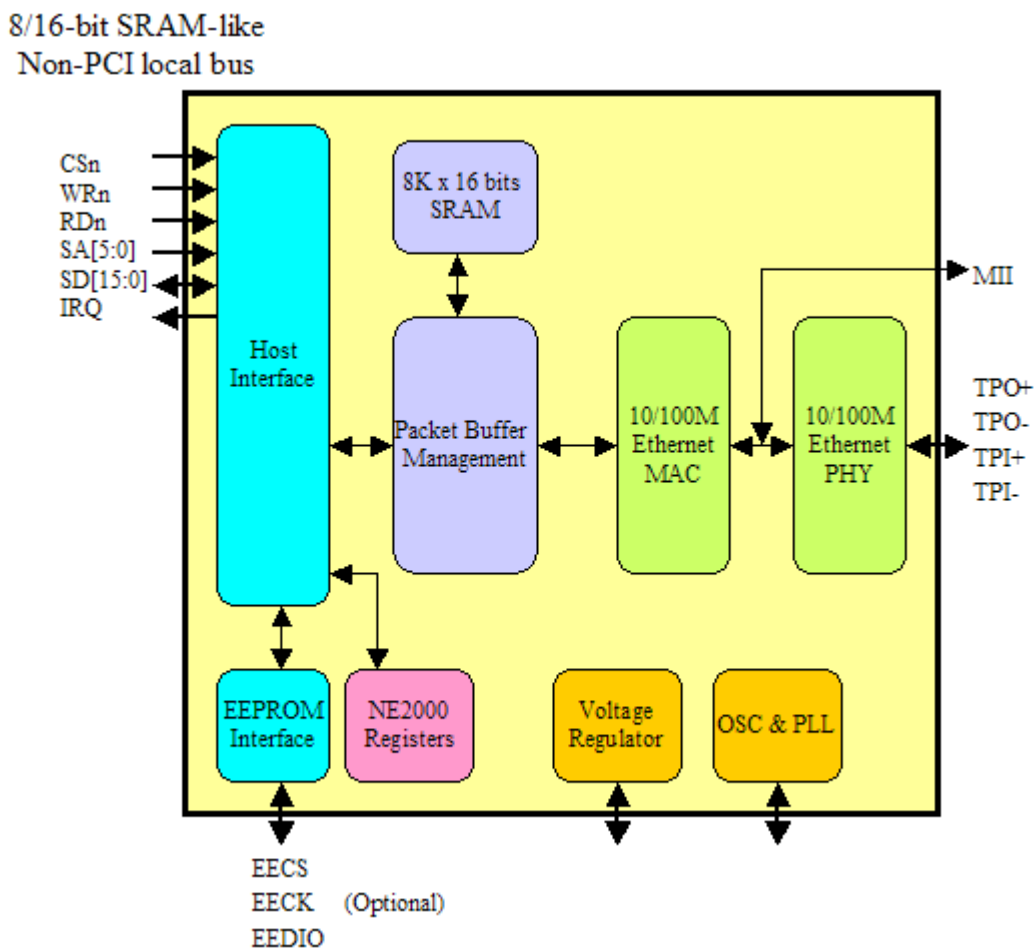 8/16-bit SRAM-like
Non-PCI local bus
CSn
WRn
RDn
SA[5:0]
SD[15:0]
IRQ
Host
Interface
8K x 16 bits
SRAM
Packet Buffer
Management
10/100M
Ethernet
MAC
10/100M
Ethernet
PHY
MII
TPO+
TPO-
TPI+
TPI-
EEPROM
Interface
NE2000
Registers
Voltage
Regulator
OSC & PLL
EECS
EECK (Optional)
EEDIO